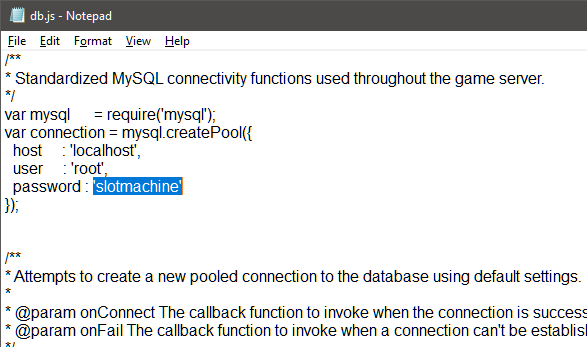 db.js - Notepad
File Edit Format View Help
/**
* Standardized MySQL connectivity functions used throughout the game server.
*/
var mysql = require('mysql');
var connection = mysql.createPool({
host : 'localhost',
user : 'root',
password : 'slotmachine'
});
/**
* Attempts to create a new pooled connection to the database using default settings.
*
* @param onConnect The callback function to invoke when the connection is success
* @param onFail The callback function to invoke when a connection can't be establis
*/